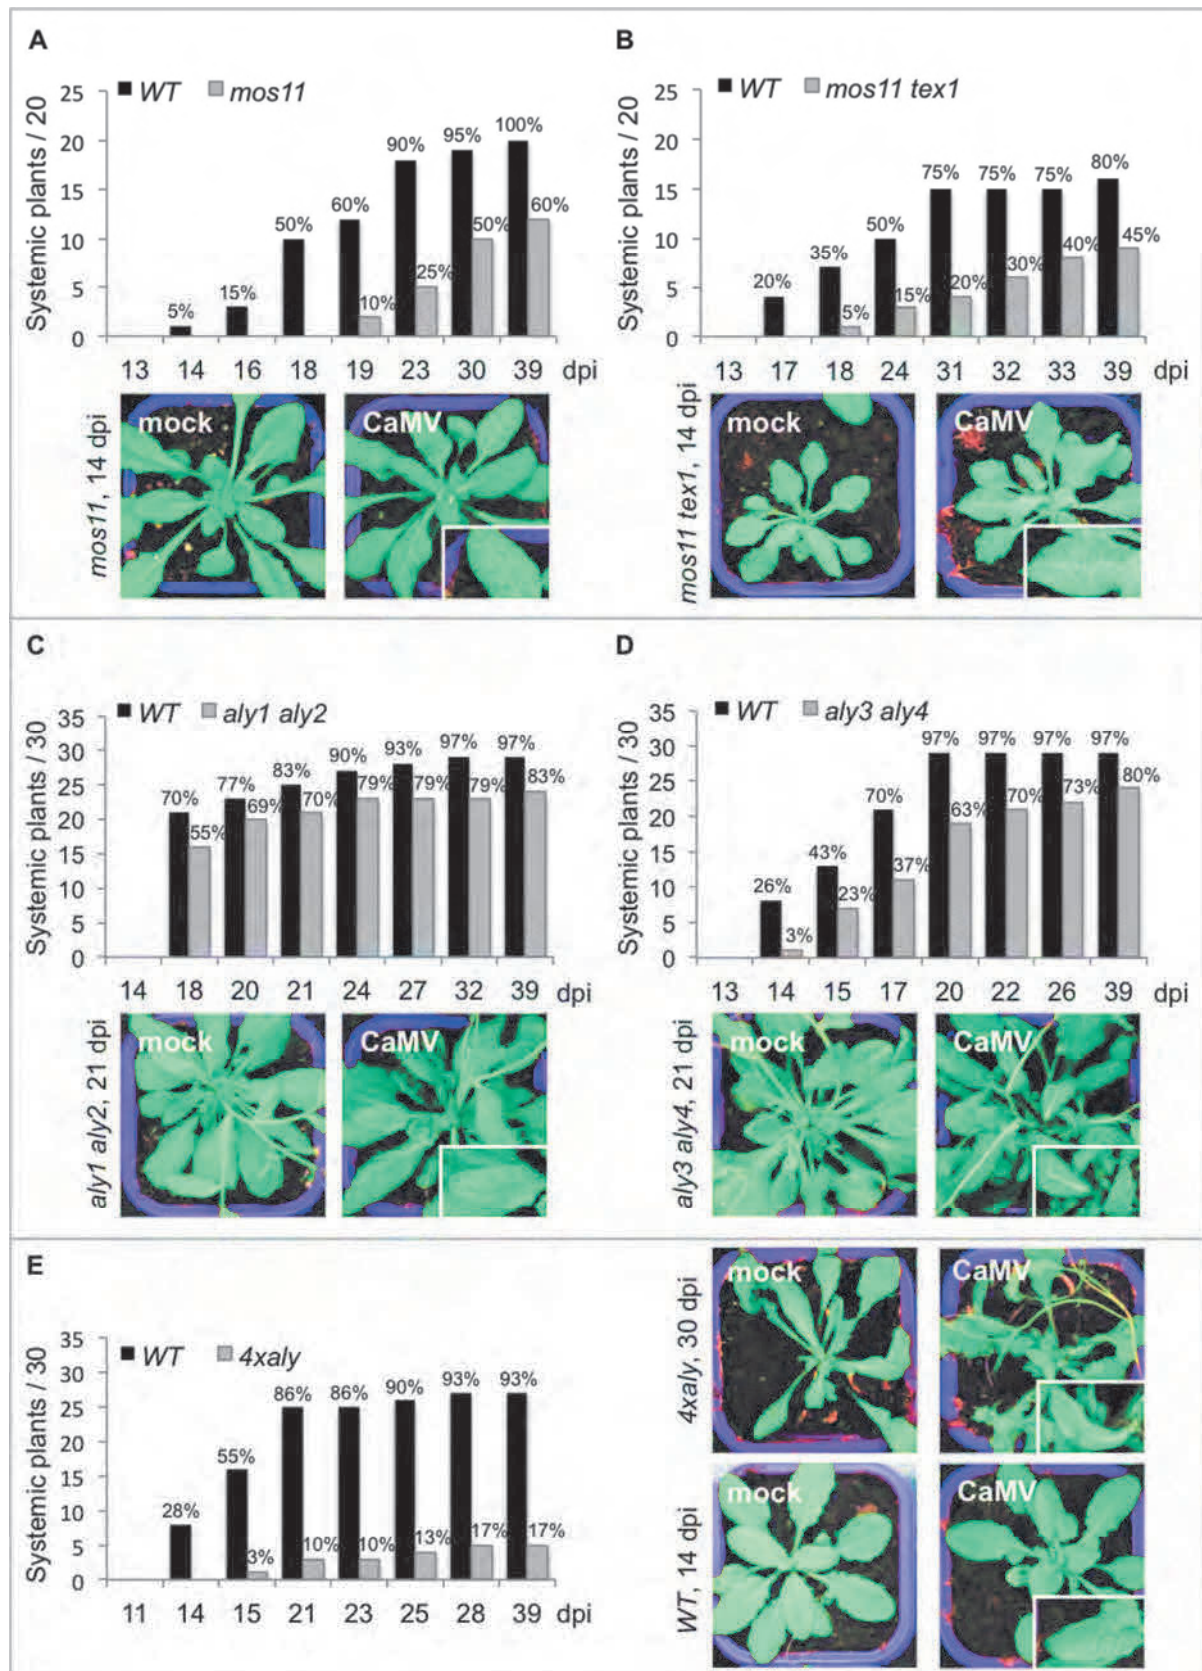 A
WT mos11
Systemic plants / 20
25
20
15
10
5
0
5%
15%
50%
60%
10%
90%
25%
95%
50%
100%
60%
13 14 16 18 19 23 30 39 dpi
mos11, 14 dpi
mock
CaMV
B
WT mos11 tex1
Systemic plants / 20
25
20
15
10
5
0
20%
35%
5%
50%
15%
75%
20%
75%
30%
75%
40%
80%
45%
13 17 18 24 31 32 33 39 dpi
mos11 tex1, 14 dpi
mock
CaMV
C
WT aly1 aly2
Systemic plants / 30
35
30
25
20
15
10
5
0
70%
55%
77%
69%
83%
70%
90%
79%
93%
79%
97%
79%
97%
83%
14 18 20 21 24 27 32 39 dpi
aly1 aly2, 21 dpi
mock
CaMV
D
WT aly3 aly4
Systemic plants / 30
35
30
25
20
15
10
5
0
26%
3%
43%
23%
70%
37%
97%
63%
97%
70%
97%
73%
97%
80%
13 14 15 17 20 22 26 39 dpi
aly3 aly4, 21 dpi
mock
CaMV
E
WT 4xaly
Systemic plants / 30
35
30
25
20
15
10
5
0
28%
55%
3%
86%
10%
86%
10%
90%
13%
93%
17%
93%
17%
11 14 15 21 23 25 28 39 dpi
4xaly, 30 dpi
mock
CaMV
WT, 14 dpi
mock
CaMV